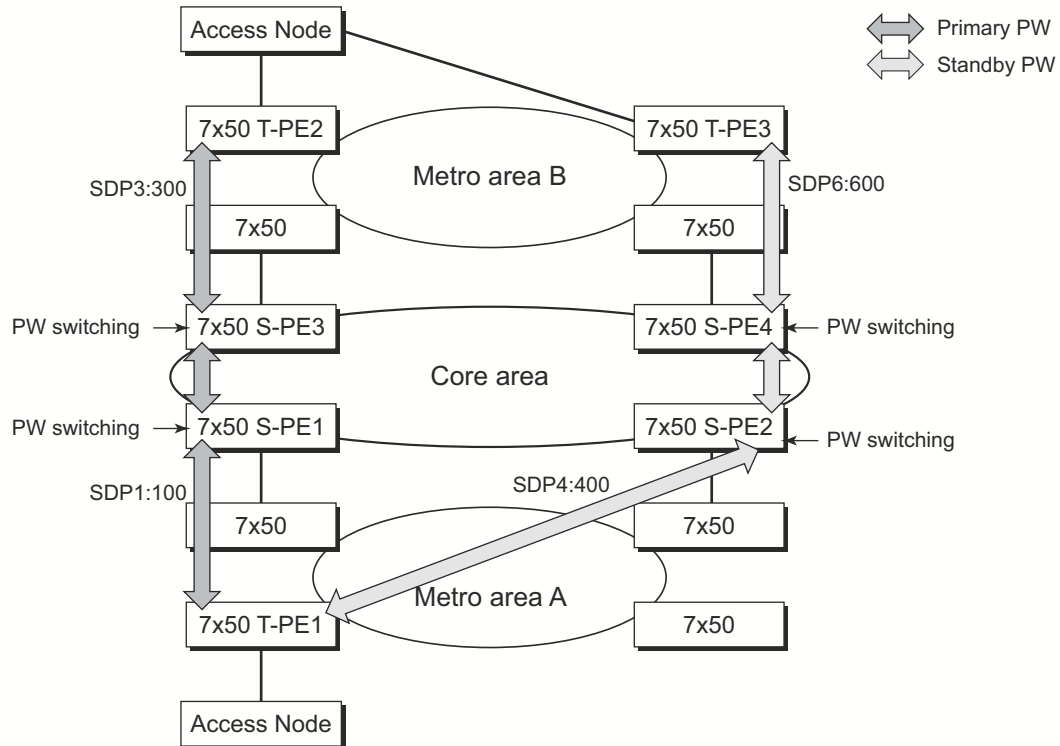 Access Node
Primary PW
Standby PW
7x50 T-PE2
7x50 T-PE3
Metro area B
SDP3:300
SDP6:600
7x50
7x50
PW switching
7x50 S-PE3
7x50 S-PE4
PW switching
Core area
PW switching
7x50 S-PE1
7x50 S-PE2
PW switching
SDP1:100
SDP4:400
7x50
7x50
Metro area A
7x50 T-PE1
7x50
Access Node